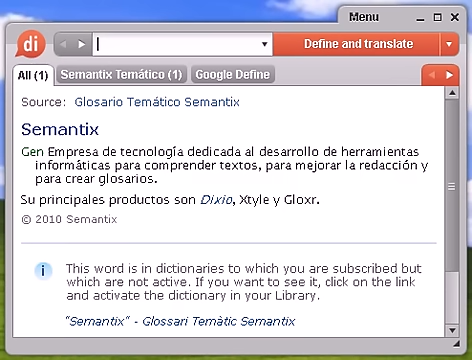 Menu
di
Define and translate
All (1)
Semantix Temático (1)
Google Define
Source: Glosario Temático Semantix
Semantix
Gen Empresa de tecnología dedicada al desarrollo de herramientas
informáticas para comprender textos, para mejorar la redacción y
para crear glosarios.
Su principales productos son Dixio, Xtyle y Gloxr.
© 2010 Semantix
i
This word is in dictionaries to which you are subscribed but
which are not active. If you want to see it, click on the link
and activate the dictionary in your Library.
"Semantix" - Glossari Temàtic Semantix